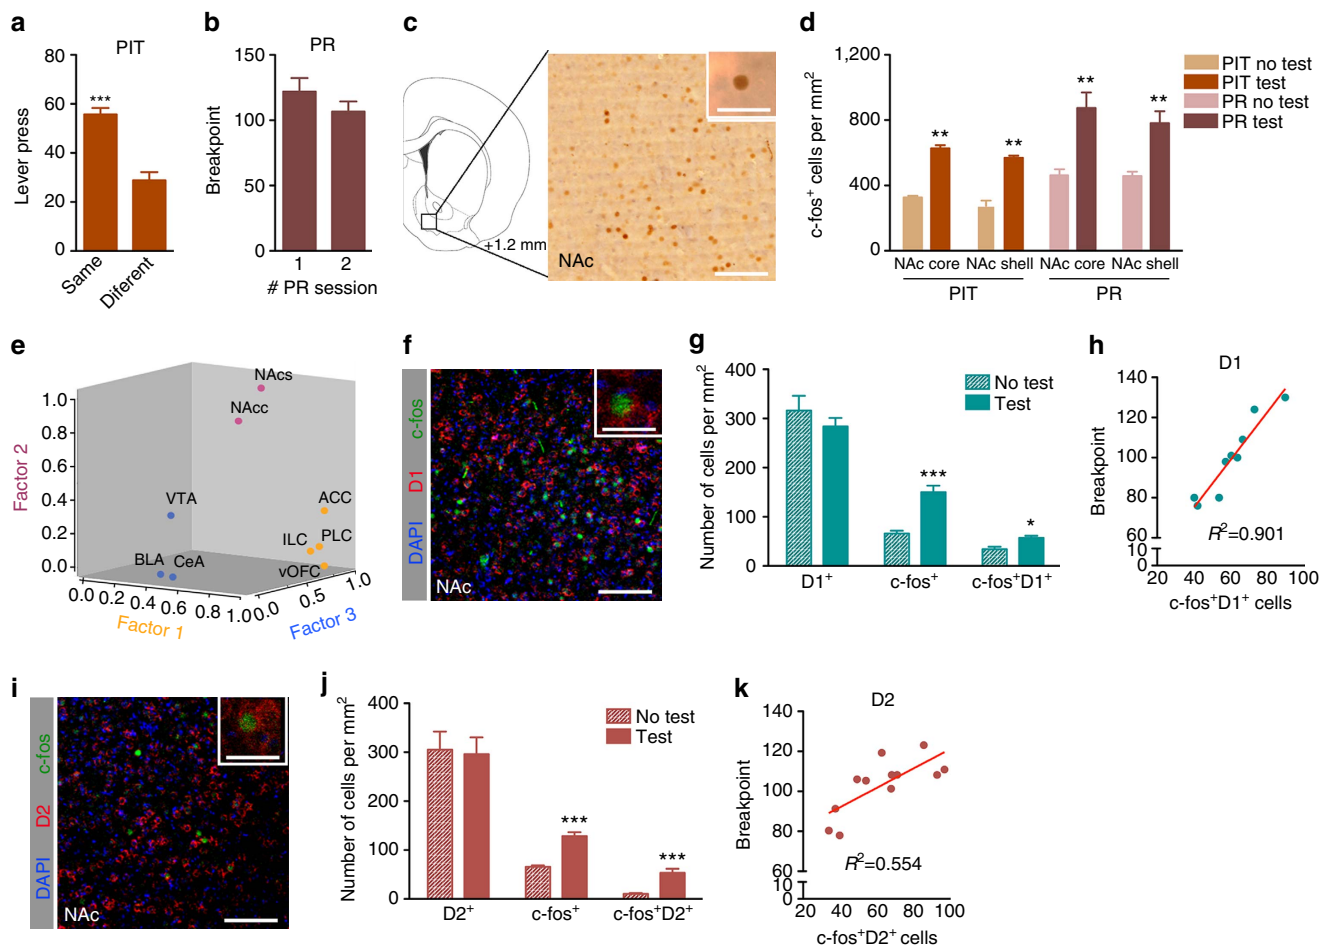 a
PIT
Lever press
80
60
40
20
0
***
Same
Diferent
b
PR
Breakpoint
150
100
50
0
1
2
# PR session
c
+1.2 mm
NAc
d
c-fos⁺ cells per mm²
1,200
800
400
0
**
**
**
**
NAc core
NAc shell
NAc core
NAc shell
PIT
PR
PIT no test
PIT test
PR no test
PR test
e
Factor 2
1.0
0.8
0.6
0.4
0.2
0.0
NAcs
NAcc
VTA
ACC
ILC
PLC
BLA
CeA
vOFC
0.0
0.2
0.4
0.6
0.8
1.0
0.0
0.5
1.0
Factor 1
Factor 3
f
DAPI D1 c-fos
NAc
g
Number of cells per mm²
400
300
200
100
0
No test
Test
***
*
D1⁺
c-fos⁺
c-fos⁺D1⁺
h
D1
Breakpoint
140
120
100
80
60
10
0
R²=0.901
20
40
60
80
100
c-fos⁺D1⁺ cells
i
DAPI D2 c-fos
NAc
j
Number of cells per mm²
400
300
200
100
0
No test
Test
***
***
D2⁺
c-fos⁺
c-fos⁺D2⁺
k
D2
Breakpoint
140
120
100
80
60
10
0
R²=0.554
20
40
60
80
100
c-fos⁺D2⁺ cells